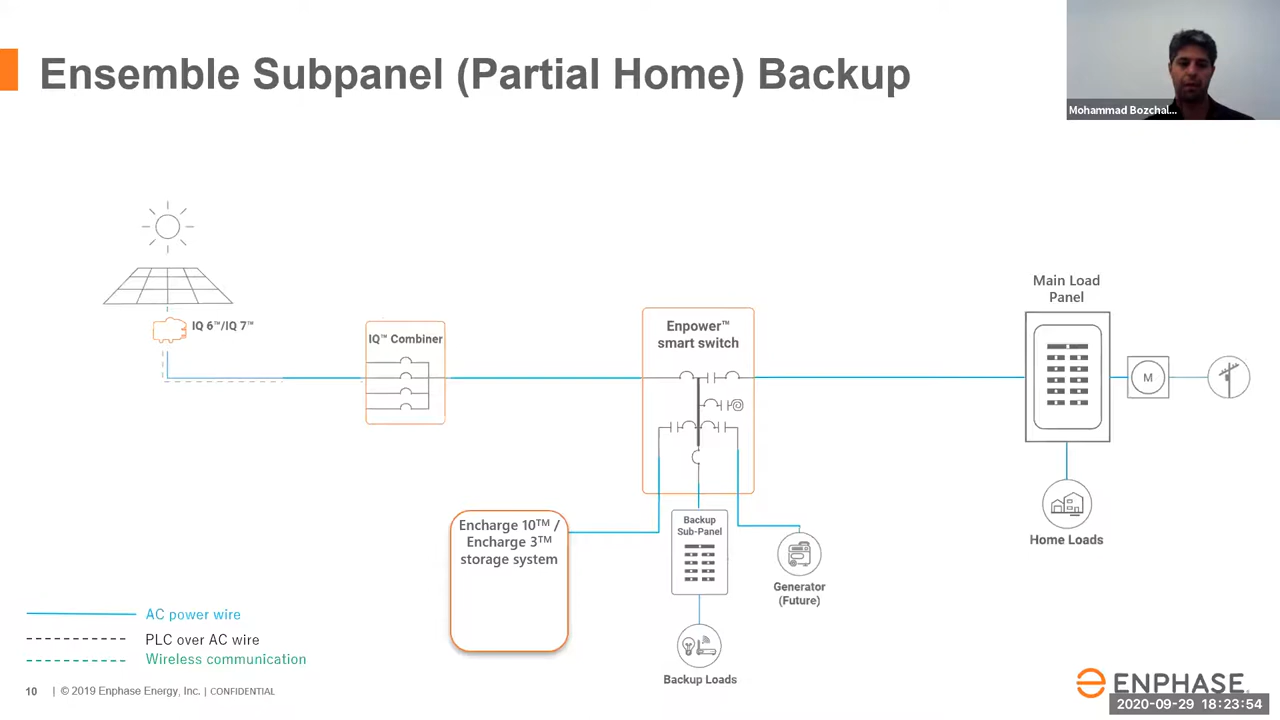 Ensemble Subpanel (Partial Home) Backup
Mohammad Bozchal...
IQ 6™/IQ 7™
IQ™ Combiner
Enpower™
smart switch
Main Load
Panel
M
Home Loads
Encharge 10™ /
Encharge 3™
storage system
Backup
Sub-Panel
Generator
(Future)
Backup Loads
AC power wire
PLC over AC wire
Wireless communication
10 | © 2019 Enphase Energy, Inc. | CONFIDENTIAL
ENPHASE.
2020-09-29 18:23:54